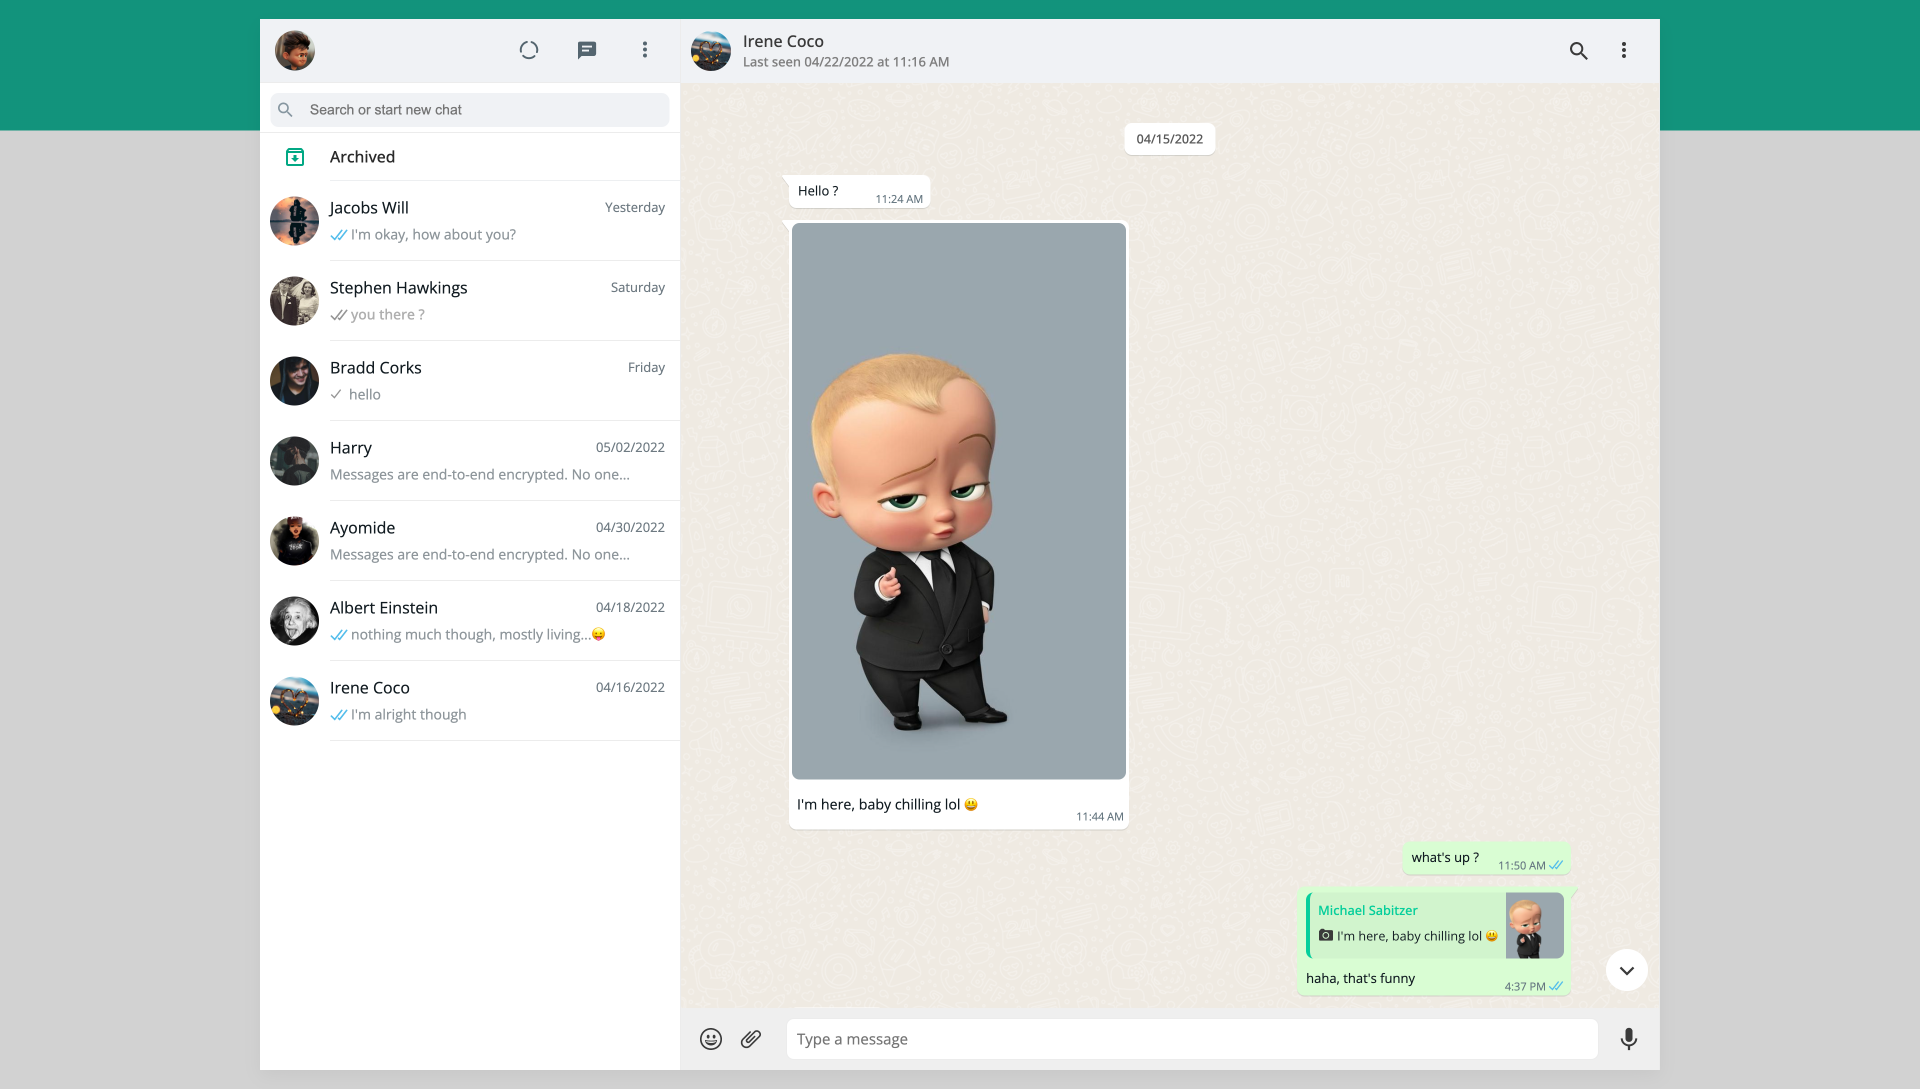 Search or start new chat
Archived
Jacobs Will
Yesterday
I'm okay, how about you?
Stephen Hawkings
Saturday
you there ?
Bradd Corks
Friday
hello
Harry
05/02/2022
Messages are end-to-end encrypted. No one...
Ayomide
04/30/2022
Messages are end-to-end encrypted. No one...
Albert Einstein
04/18/2022
nothing much though, mostly living...😛
Irene Coco
04/16/2022
I'm alright though
Irene Coco
Last seen 04/22/2022 at 11:16 AM
04/15/2022
Hello ?
11:24 AM
I'm here, baby chilling lol 😃
11:44 AM
what's up ?
11:50 AM
Michael Sabitzer
I'm here, baby chilling lol 😃
haha, that's funny
4:37 PM
Type a message